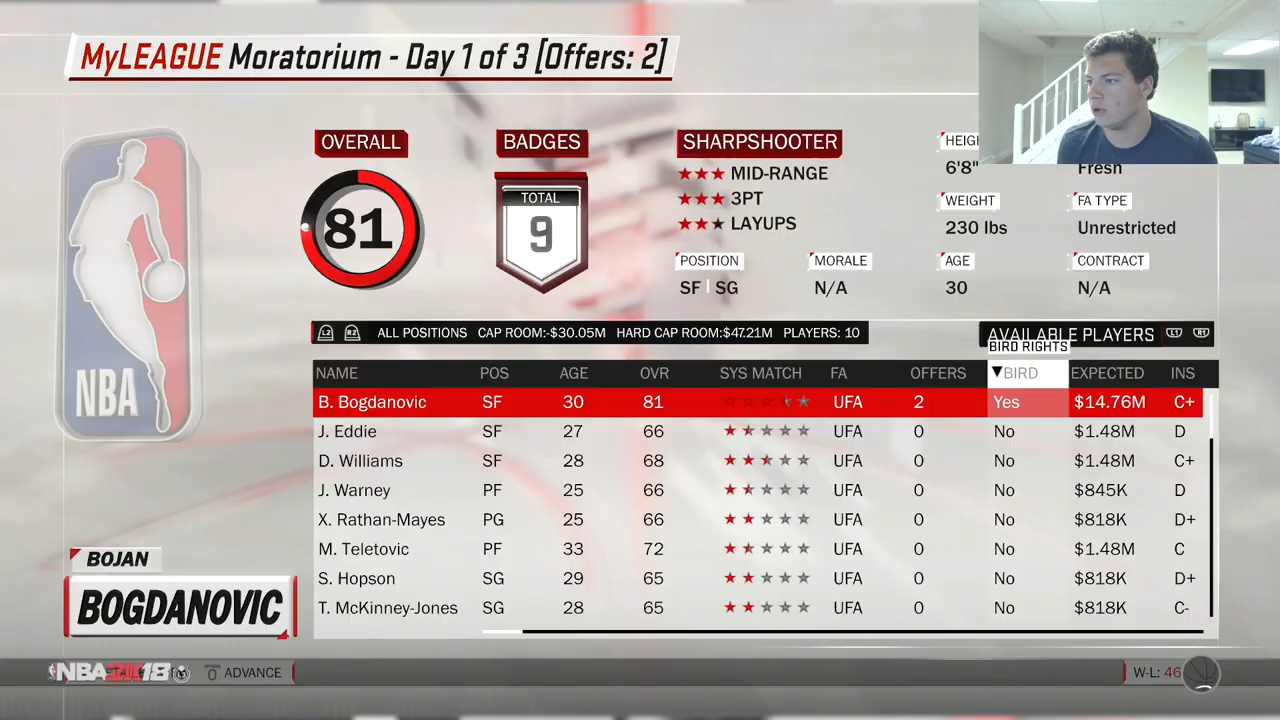 MyLEAGUE Moratorium - Day 1 of 3 [Offers: 2]
OVERALL
81
BADGES
TOTAL
9
SHARPSHOOTER
★★★ MID-RANGE
★★★ 3PT
★★★ LAYUPS
POSITION
SF | SG
MORALE
N/A
6'8"
Fresh
WEIGHT
230 lbs
FA TYPE
Unrestricted
AGE
30
CONTRACT
N/A
NBA
L2 R2 ALL POSITIONS CAP ROOM:-$30.05M HARD CAP ROOM:$47.21M PLAYERS: 10
AVAILABLE PLAYERS L1 R1
BIRD RIGHTS
NAME POS AGE OVR SYS MATCH FA OFFERS ▼BIRD EXPECTED INS
B. Bogdanovic SF 30 81 UFA 2 Yes $14.76M C+
J. Eddie SF 27 66 UFA 0 No $1.48M D
D. Williams SF 28 68 UFA 0 No $1.48M C+
J. Warney PF 25 66 UFA 0 No $845K D
X. Rathan-Mayes PG 25 66 UFA 0 No $818K D+
M. Teletovic PF 33 72 UFA 0 No $1.48M C
S. Hopson SG 29 65 UFA 0 No $818K D+
T. McKinney-Jones SG 28 65 UFA 0 No $818K C-
BOJAN
BOGDANOVIC
NBA 2K18
OPTIONS ADVANCE
W-L: 46